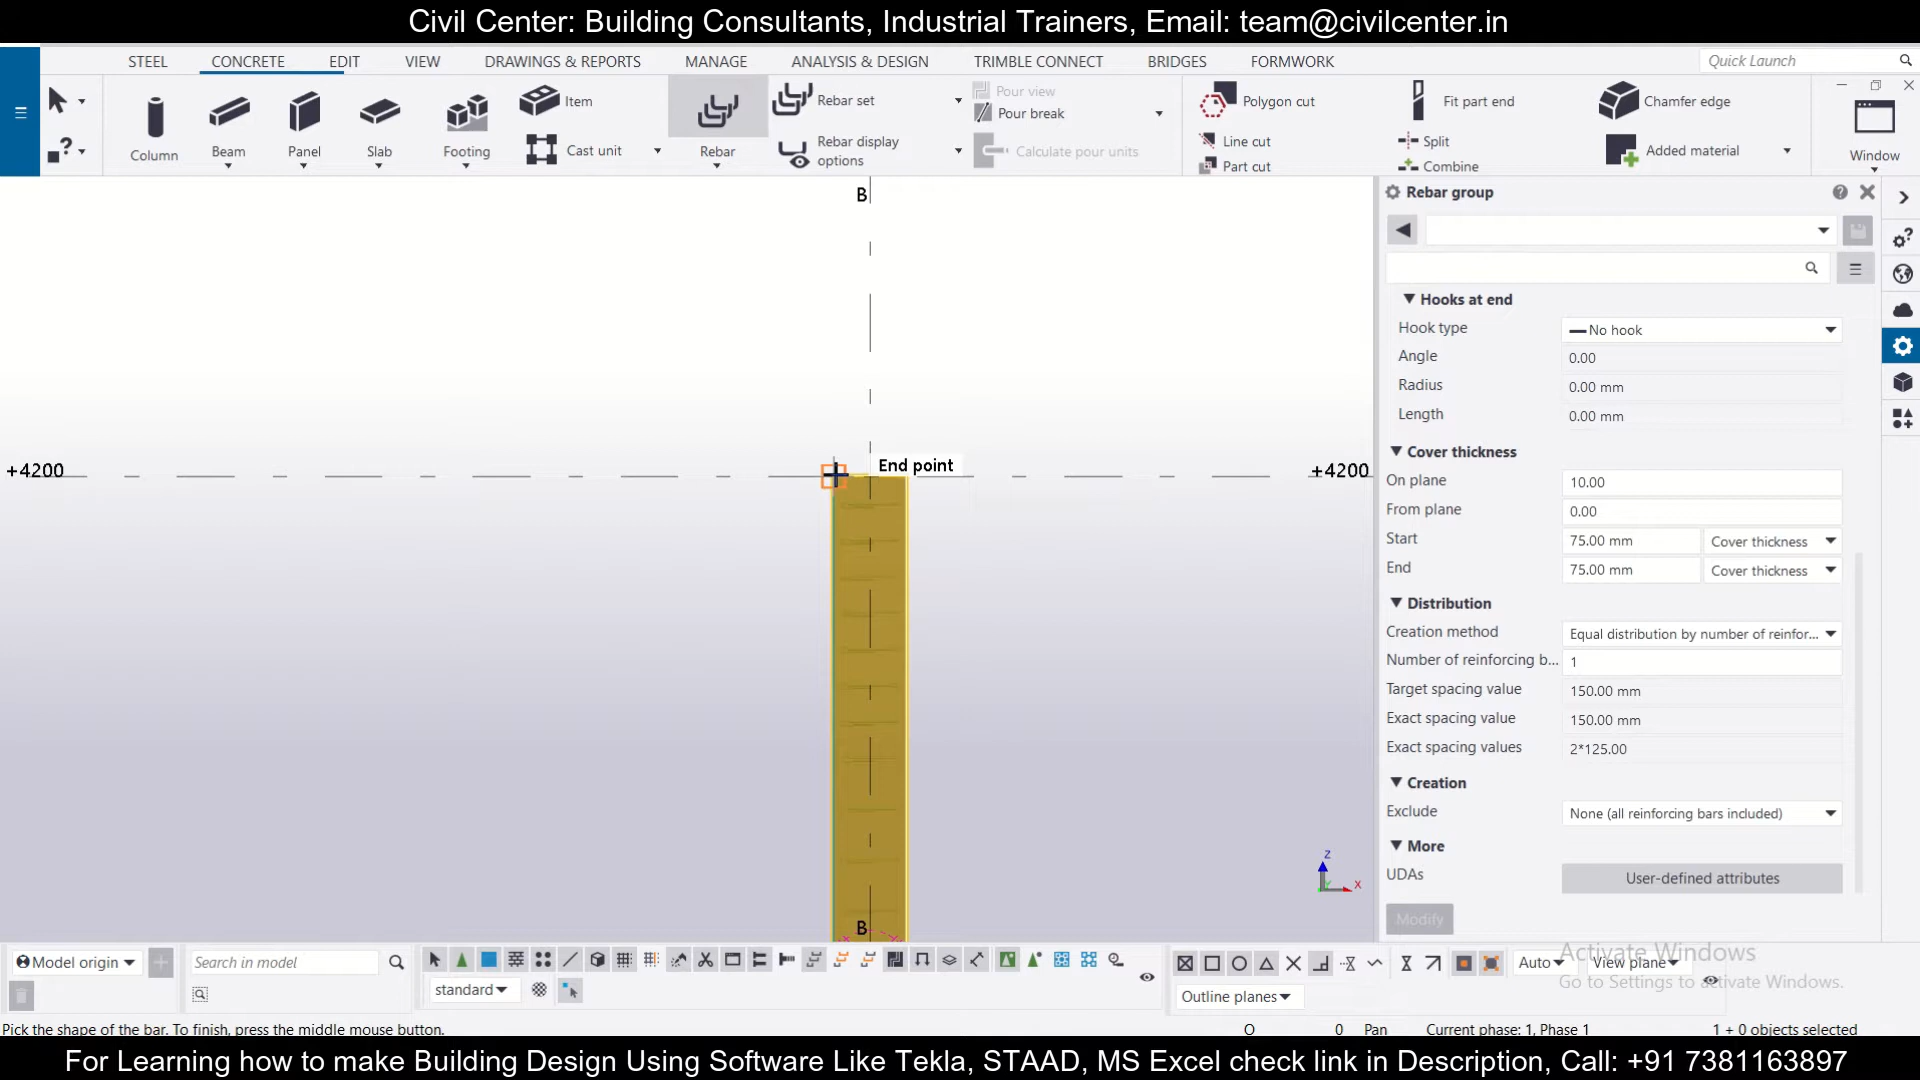 Civil Center: Building Consultants, Industrial Trainers, Email: team@civilcenter.in
STEEL CONCRETE EDIT VIEW DRAWINGS & REPORTS MANAGE ANALYSIS & DESIGN TRIMBLE CONNECT BRIDGES FORMWORK Quick Launch
Column Beam Panel Slab Footing Item Cast unit Rebar Rebar set Rebar display options Pour view Pour break Calculate pour units Polygon cut Line cut Part cut Fit part end Split Combine Chamfer edge Added material Window
B
Rebar group
Hooks at end
Hook type No hook
Angle 0.00
Radius 0.00 mm
Length 0.00 mm
+4200 End point +4200
Cover thickness
On plane 10.00
From plane 0.00
Start 75.00 mm Cover thickness
End 75.00 mm Cover thickness
Distribution
Creation method Equal distribution by number of reinfor...
Number of reinforcing b... 1
Target spacing value 150.00 mm
Exact spacing value 150.00 mm
Exact spacing values 2*125.00
Creation
Exclude None (all reinforcing bars included)
More
UDAs User-defined attributes
Modify
z
x
B
Model origin Search in model
standard
Auto View plane
Outline planes
Activate Windows
Go to Settings to activate Windows.
Pick the shape of the bar. To finish, press the middle mouse button. O 0 Pan Current phase: 1, Phase 1 1 + 0 objects selected
For Learning how to make Building Design Using Software Like Tekla, STAAD, MS Excel check link in Description, Call: +91 7381163897